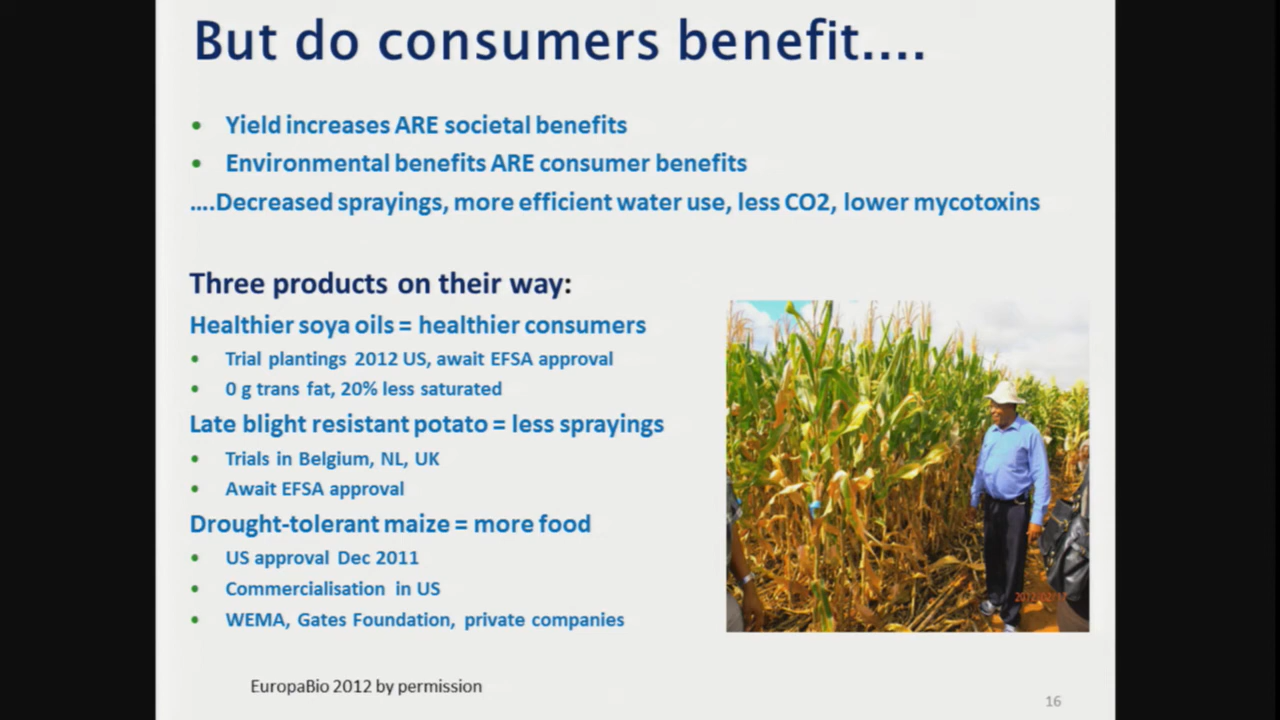 But do consumers benefit....
• Yield increases ARE societal benefits
• Environmental benefits ARE consumer benefits
....Decreased sprayings, more efficient water use, less CO2, lower mycotoxins
Three products on their way:
Healthier soya oils = healthier consumers
• Trial plantings 2012 US, await EFSA approval
• 0 g trans fat, 20% less saturated
Late blight resistant potato = less sprayings
• Trials in Belgium, NL, UK
• Await EFSA approval
Drought-tolerant maize = more food
• US approval Dec 2011
• Commercialisation in US
• WEMA, Gates Foundation, private companies
EuropaBio 2012 by permission
16